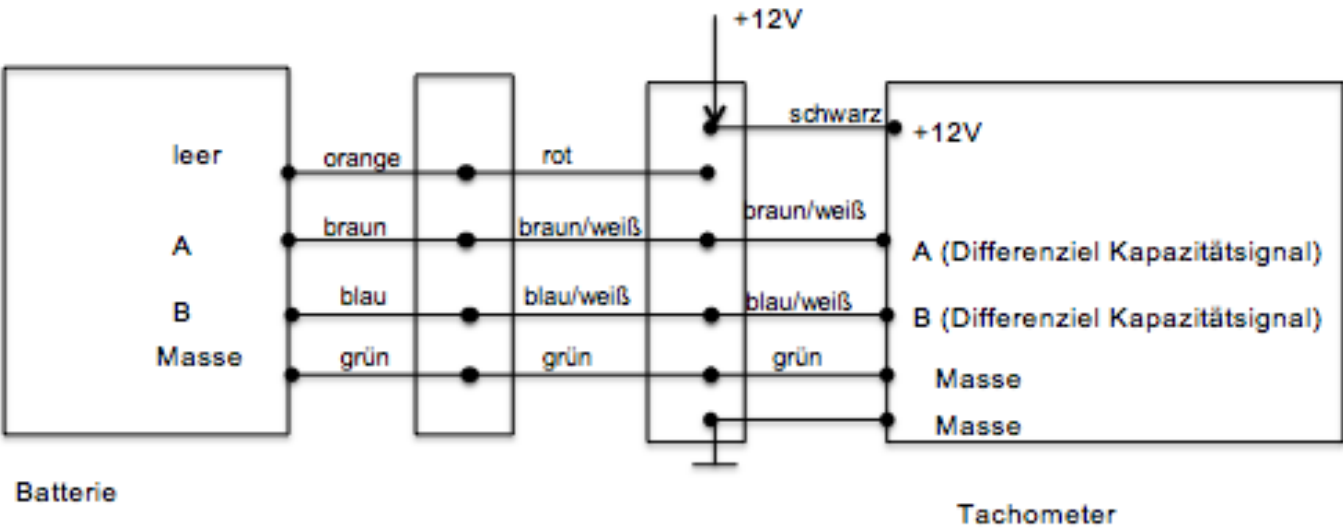 +12V
schwarz
+12V
leer
orange
rot
braun/weiß
A
braun
braun/weiß
A (Differenziel Kapazitätsignal)
B
blau
blau/weiß
blau/weiß
B (Differenziel Kapazitätsignal)
Masse
grün
grün
grün
Masse
Masse
Batterie
Tachometer